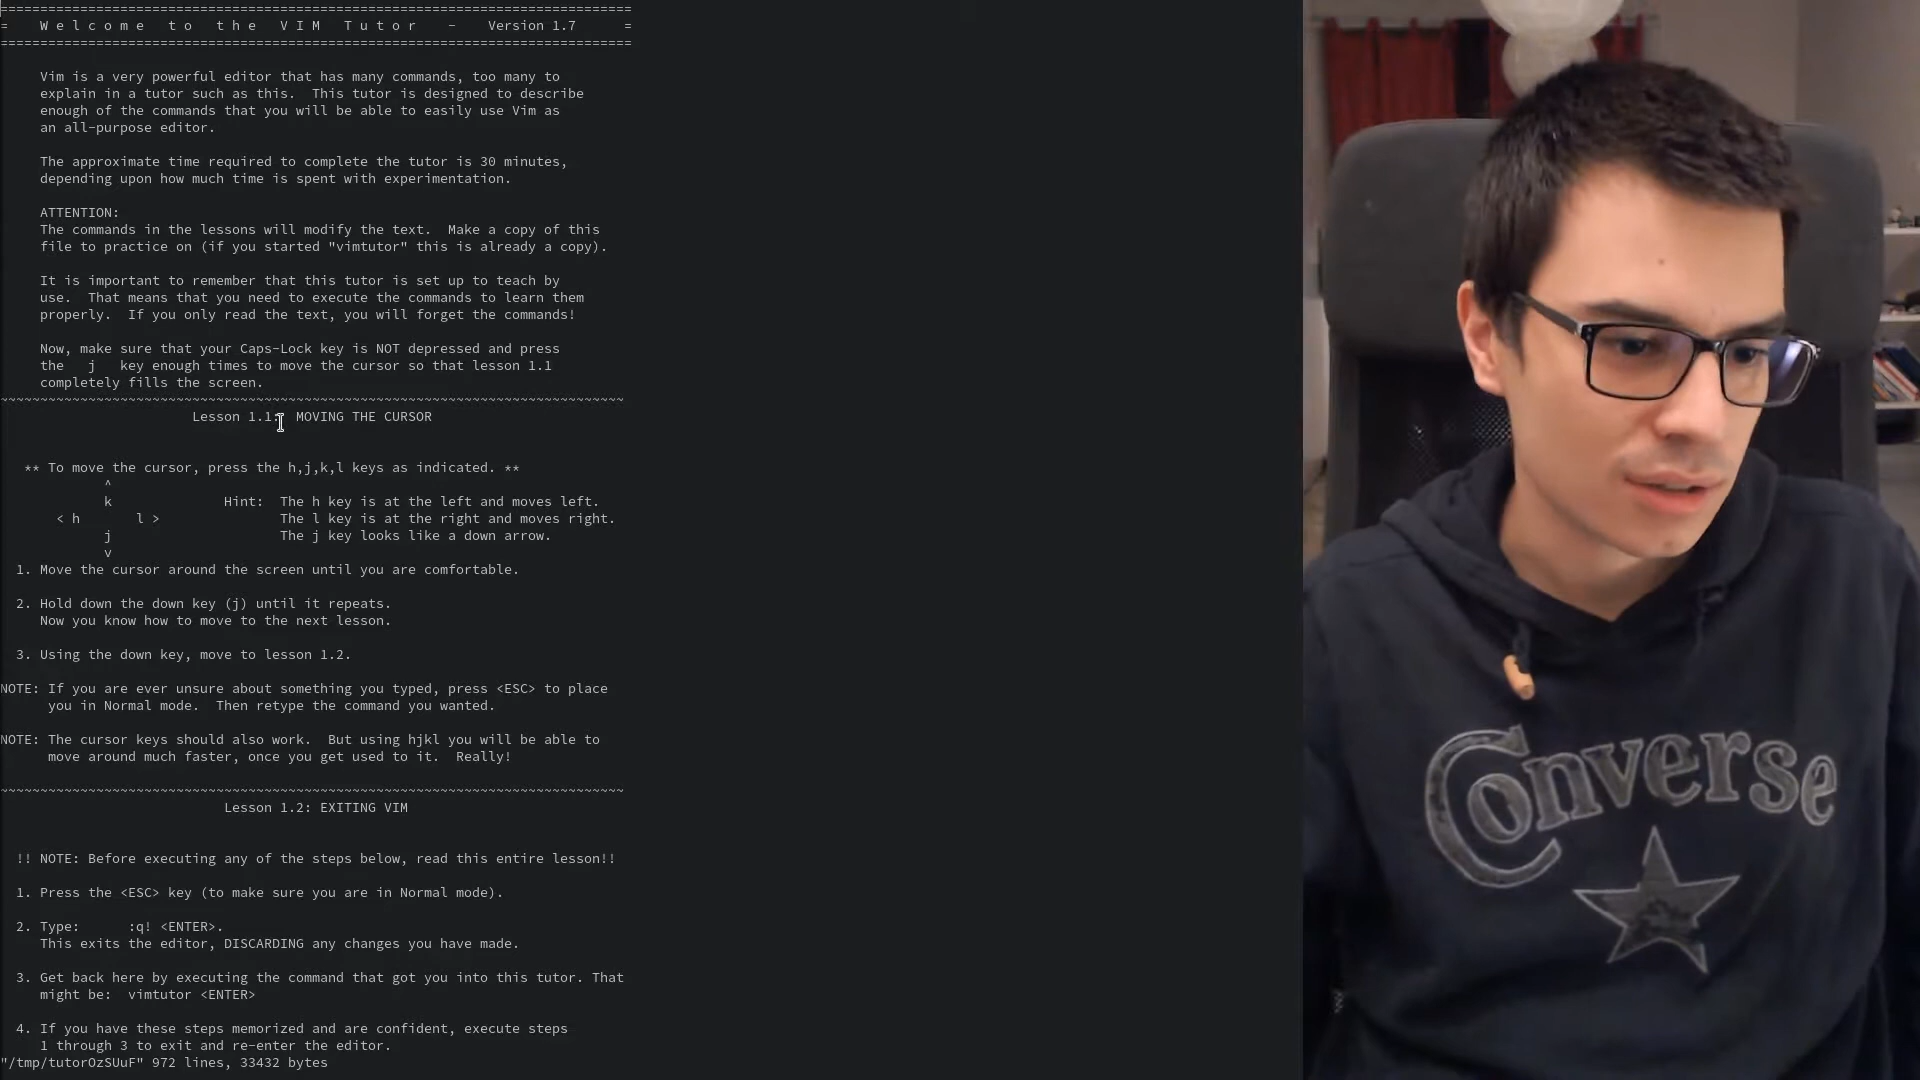 ===============================================================================
=    W e l c o m e   t o   t h e   V I M   T u t o r    -    Version 1.7      =
===============================================================================
Vim is a very powerful editor that has many commands, too many to
explain in a tutor such as this.  This tutor is designed to describe
enough of the commands that you will be able to easily use Vim as
an all-purpose editor.
The approximate time required to complete the tutor is 30 minutes,
depending upon how much time is spent with experimentation.
ATTENTION:
The commands in the lessons will modify the text.  Make a copy of this
file to practice on (if you started "vimtutor" this is already a copy).
It is important to remember that this tutor is set up to teach by
use.  That means that you need to execute the commands to learn them
properly.  If you only read the text, you will forget the commands!
Now, make sure that your Caps-Lock key is NOT depressed and press
the   j   key enough times to move the cursor so that lesson 1.1
completely fills the screen.
~~~~~~~~~~~~~~~~~~~~~~~~~~~~~~~~~~~~~~~~~~~~~~~~~~~~~~~~~~~~~~~~~~~~~~~~~~~~~~
Lesson 1.1:  MOVING THE CURSOR
** To move the cursor, press the h,j,k,l keys as indicated. **
^
k              Hint:  The h key is at the left and moves left.
< h       l >               The l key is at the right and moves right.
j                     The j key looks like a down arrow.
v
1. Move the cursor around the screen until you are comfortable.
2. Hold down the down key (j) until it repeats.
Now you know how to move to the next lesson.
3. Using the down key, move to lesson 1.2.
NOTE: If you are ever unsure about something you typed, press <ESC> to place
you in Normal mode.  Then retype the command you wanted.
NOTE: The cursor keys should also work.  But using hjkl you will be able to
move around much faster, once you get used to it.  Really!
~~~~~~~~~~~~~~~~~~~~~~~~~~~~~~~~~~~~~~~~~~~~~~~~~~~~~~~~~~~~~~~~~~~~~~~~~~~~~~
Lesson 1.2: EXITING VIM
!! NOTE: Before executing any of the steps below, read this entire lesson!!
1. Press the <ESC> key (to make sure you are in Normal mode).
2. Type:      :q! <ENTER>.
This exits the editor, DISCARDING any changes you have made.
3. Get back here by executing the command that got you into this tutor. That
might be:  vimtutor <ENTER>
4. If you have these steps memorized and are confident, execute steps
1 through 3 to exit and re-enter the editor.
"/tmp/tutorOzSUuF" 972 lines, 33432 bytes
Converse